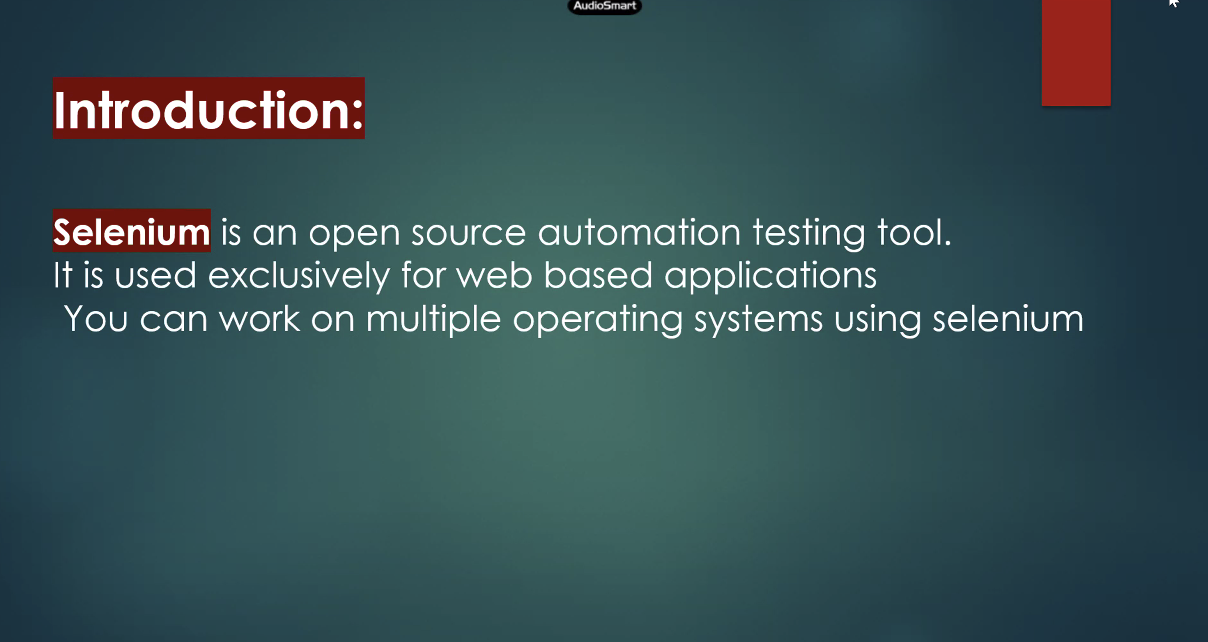 AudioSmart
Introduction:
Selenium is an open source automation testing tool.
It is used exclusively for web based applications
You can work on multiple operating systems using selenium